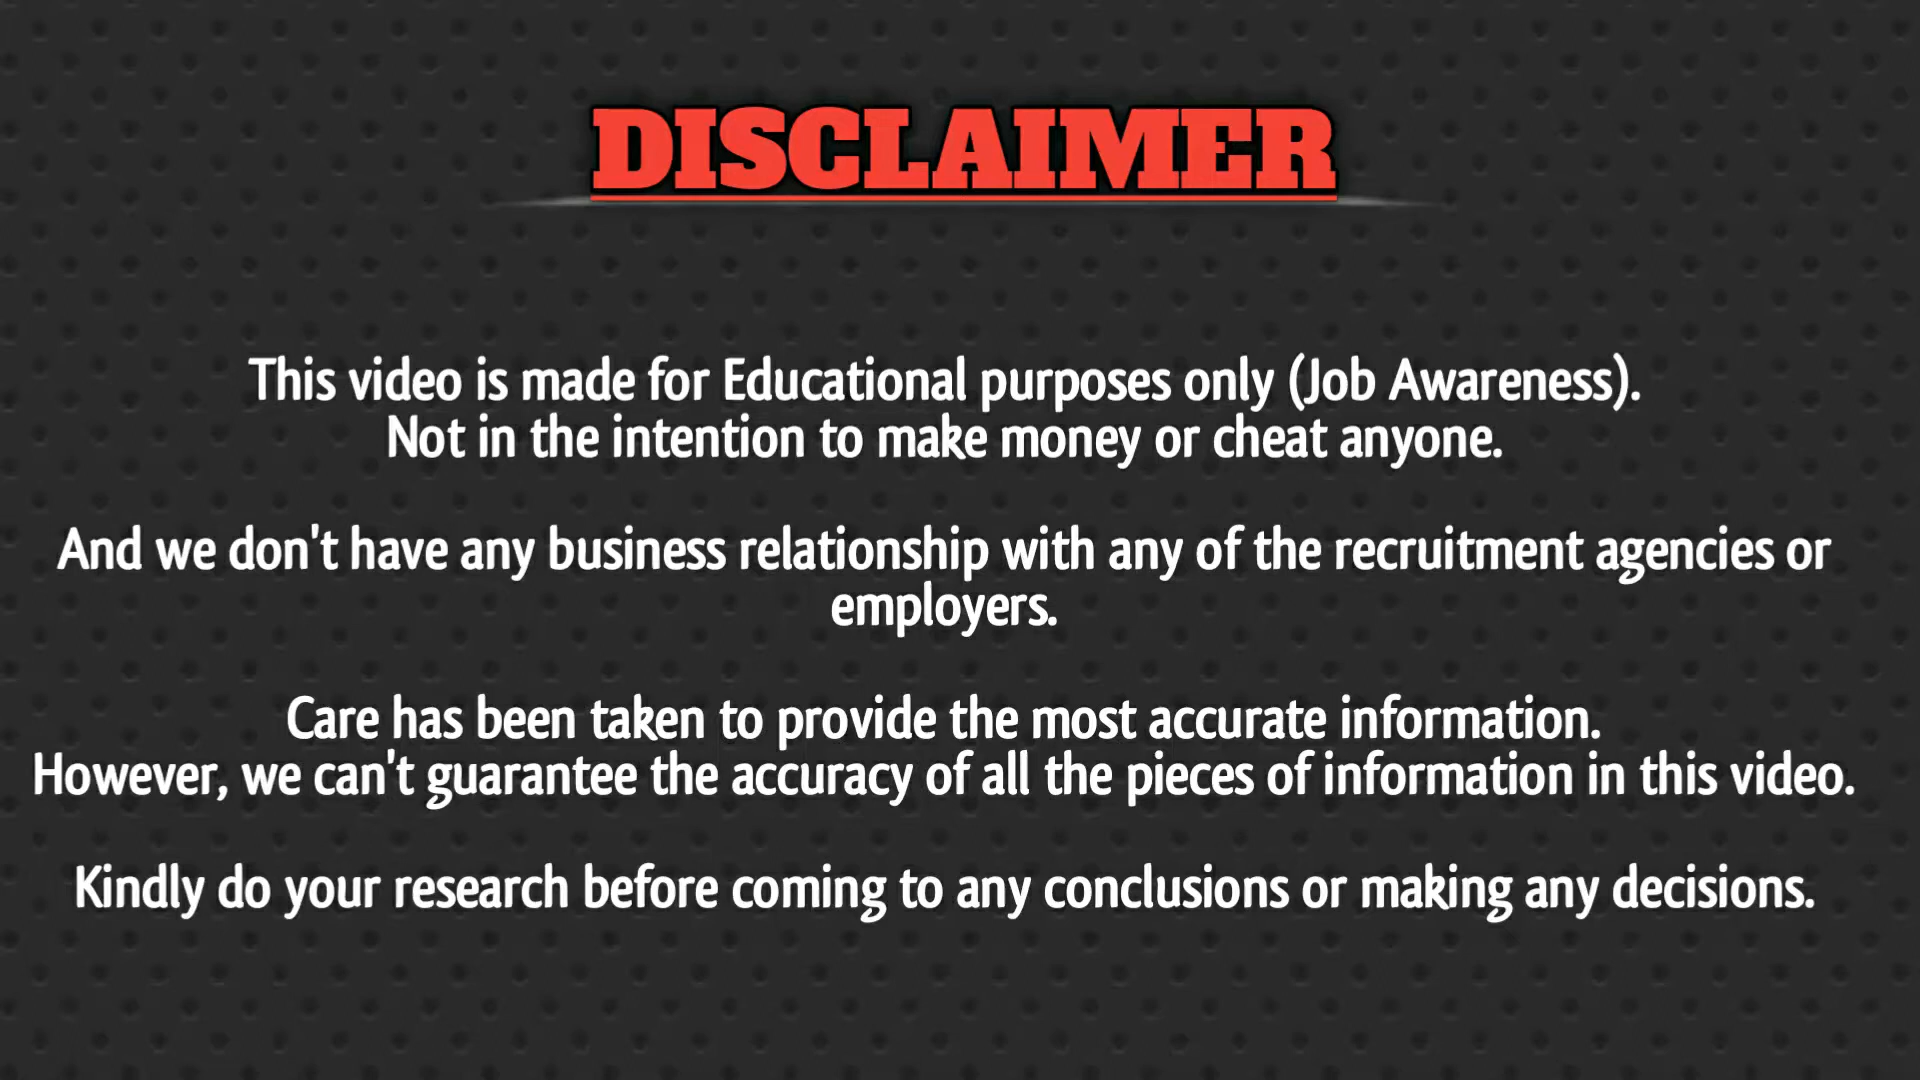 DISCLAIMER
This video is made for Educational purposes only (Job Awareness).
Not in the intention to make money or cheat anyone.
And we don't have any business relationship with any of the recruitment agencies or
employers.
Care has been taken to provide the most accurate information.
However, we can't guarantee the accuracy of all the pieces of information in this video.
Kindly do your research before coming to any conclusions or making any decisions.